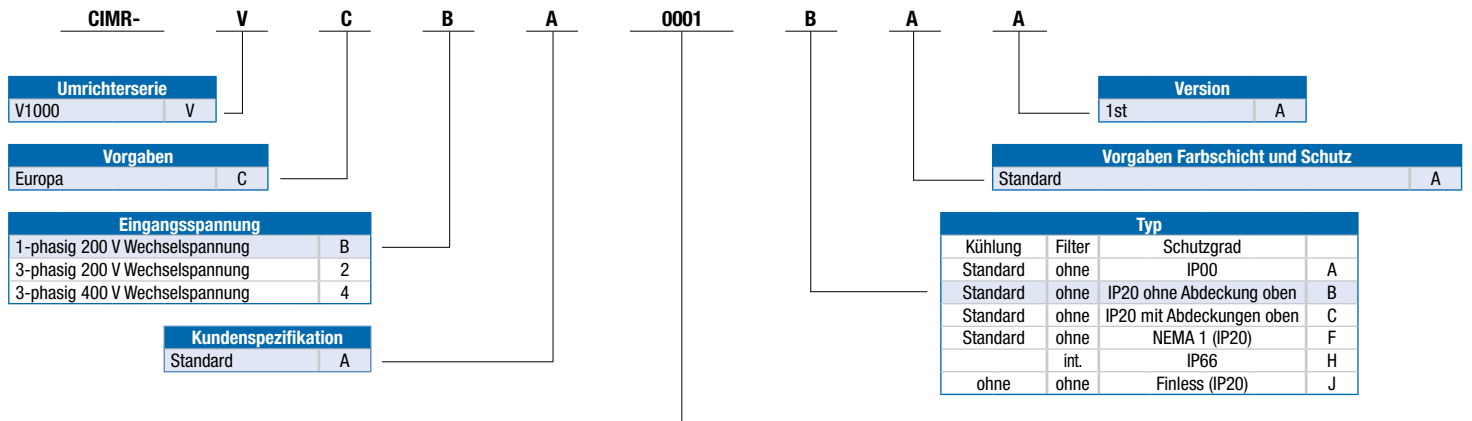 CIMR- V C B A 0001 B A A
Umrichterserie
V1000 V
Version
1st A
Vorgaben
Europa C
Vorgaben Farbschicht und Schutz
Standard A
Eingangsspannung
1-phasig 200 V Wechselspannung B
3-phasig 200 V Wechselspannung 2
3-phasig 400 V Wechselspannung 4
Typ
Kühlung Filter Schutzgrad
Standard ohne IP00 A
Standard ohne IP20 ohne Abdeckung oben B
Standard ohne IP20 mit Abdeckungen oben C
Standard ohne NEMA 1 (IP20) F
int. IP66 H
ohne ohne Finless (IP20) J
Kundenspezifikation
Standard A